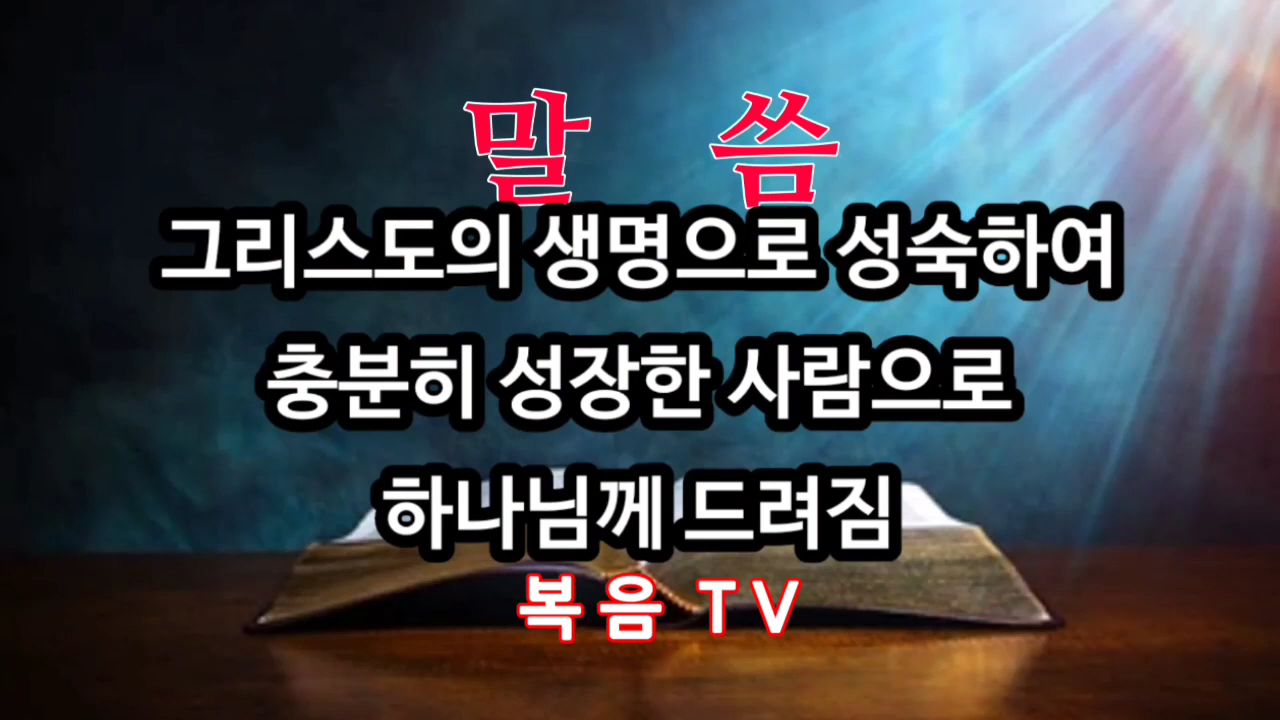 말 씀
그리스도의 생명으로 성숙하여
충분히 성장한 사람으로
하나님께 드려짐
복음 TV